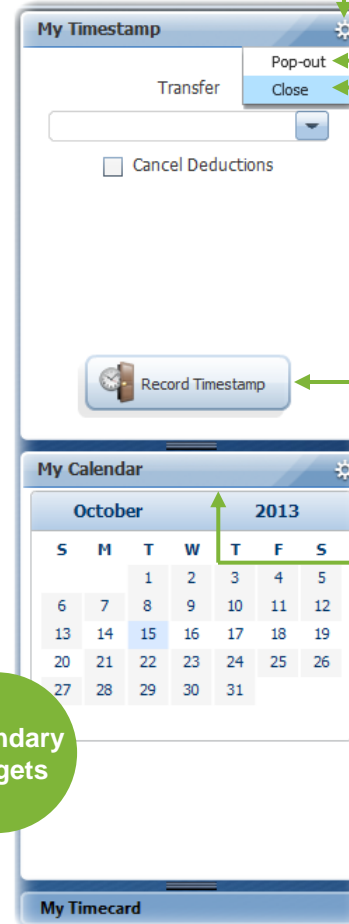 My Timestamp
Pop-out
Transfer
Close
Cancel Deductions
Record Timestamp
My Calendar
October 2013
S M T W T F S
1 2 3 4 5
6 7 8 9 10 11 12
13 14 15 16 17 18 19
20 21 22 23 24 25 26
27 28 29 30 31
ndary
gets
My Timecard